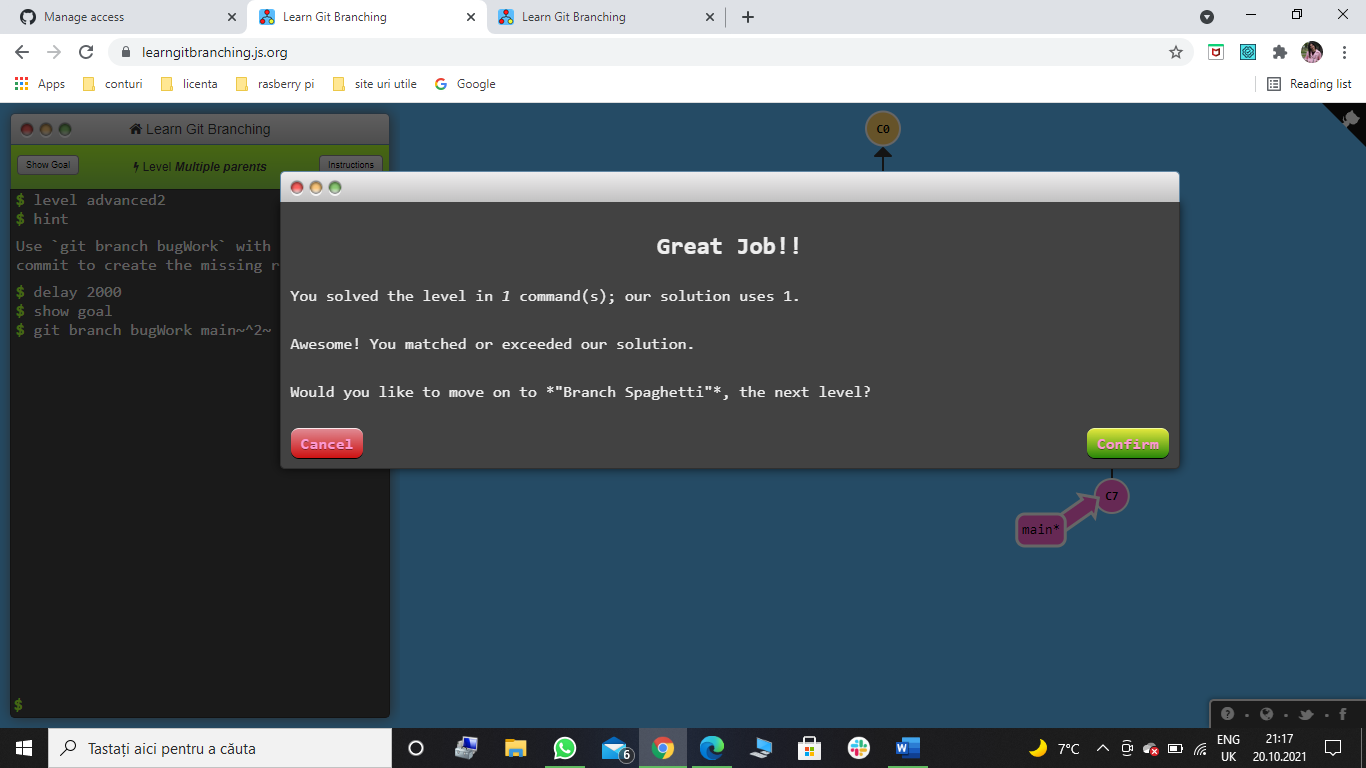 Manage access
Learn Git Branching
Learn Git Branching
learngitbranching.js.org
Apps
conturi
licenta
rasberry pi
site uri utile
Google
Reading list
Learn Git Branching
Show Goal
Level Multiple parents
Instructions
$ level advanced2
$ hint
Use `git branch bugWork` with
commit to create the missing r
$ delay 2000
$ show goal
$ git branch bugWork main~^2~
$
C0
Great Job!!
You solved the level in 1 command(s); our solution uses 1.
Awesome! You matched or exceeded our solution.
Would you like to move on to *"Branch Spaghetti"*, the next level?
Cancel
Confirm
C7
main*
Tastați aici pentru a căuta
6
7°C
ENG
UK
21:17
20.10.2021